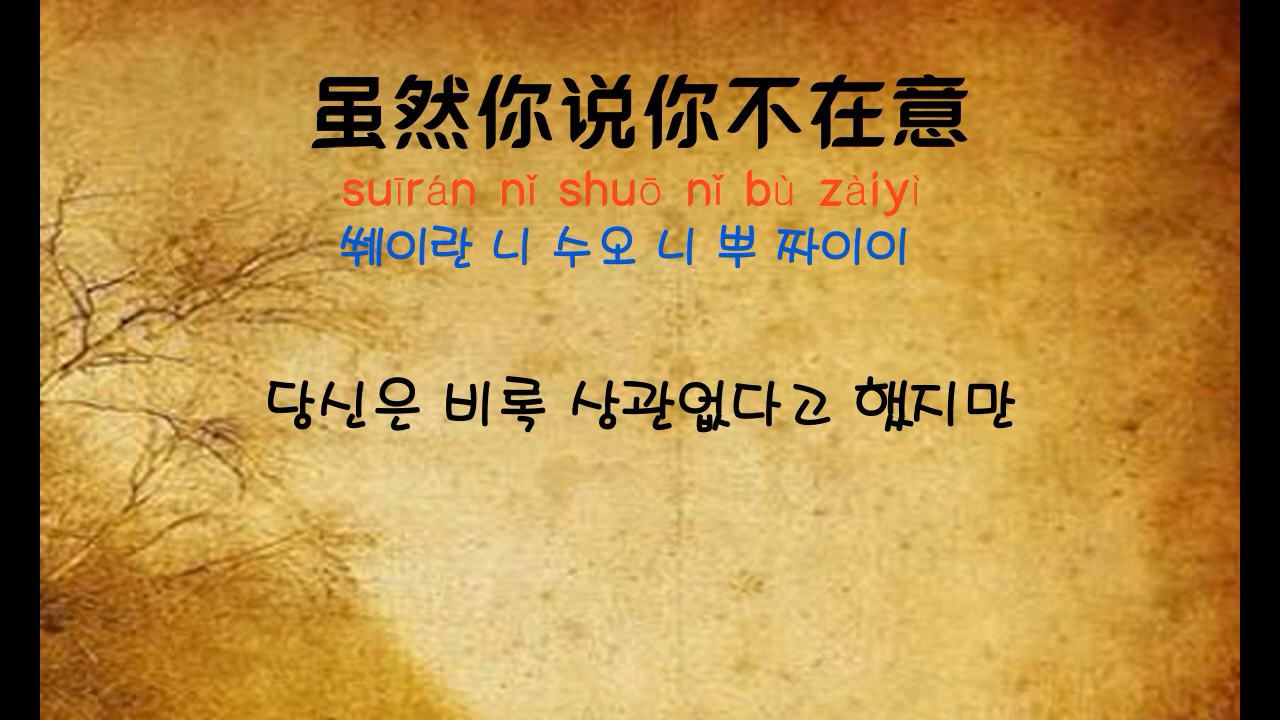 虽然你说你不在意
suīrán nǐ shuō nǐ bù zàiyì
쒜이란 니 수오 니 뿌 짜이이
당신은 비록 상관없다고 했지만